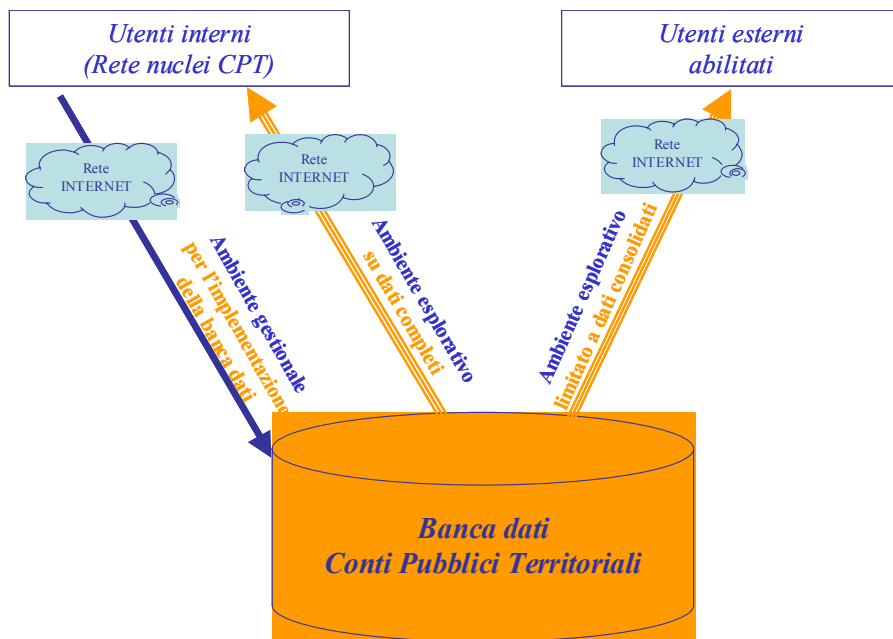 Utenti interni
(Rete nuclei CPT)
Utenti esterni
abilitati
Rete
INTERNET
Rete
INTERNET
Rete
INTERNET
Ambiente gestionale
per l'implementazione
della banca dati
Ambiente esplorativo
su dati completi
Ambiente esplorativo
limitato a dati consolidati
Banca dati
Conti Pubblici Territoriali